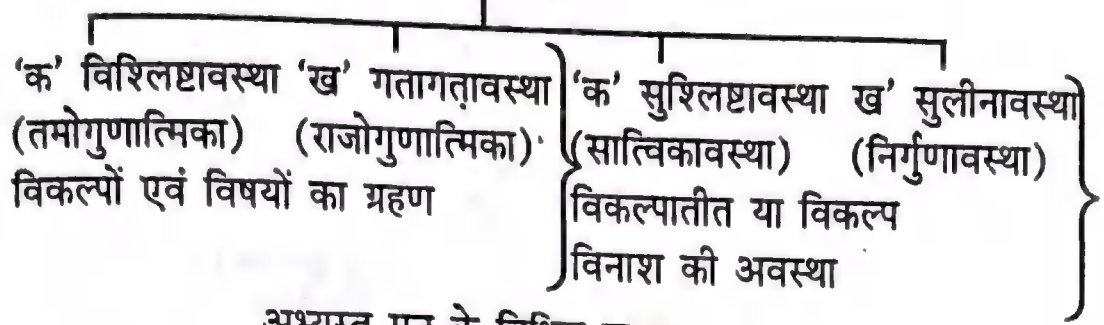 ‘क’ विश्लिष्टावस्था ‘ख’ गतागतावस्था ‘क’ सुश्लिष्टावस्था ख’ सुलीनावस्था
(तमोगुणात्मिका) (राजोगुणात्मिका) (सात्विकावस्था) (निर्गुणावस्था)
विकल्पों एवं विषयों का ग्रहण विकल्पातीत या विकल्प
विनाश की अवस्था